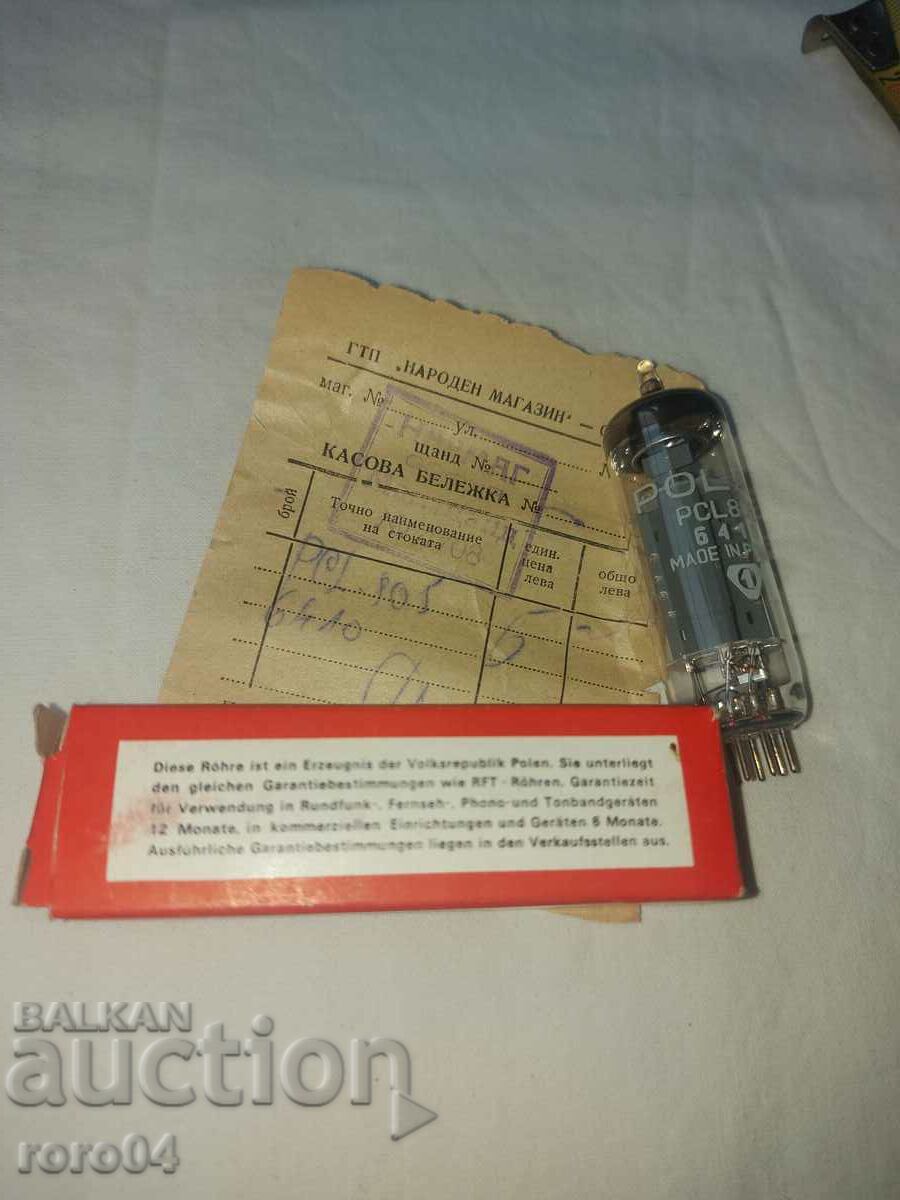 ГТП „НАРОДЕН МАГАЗИН“ – С
маг. № ул.
щанд №
КАСОВА БЕЛЕЖКА №
брой
Точно наименование на стоката
един. цена лева
общо лева
805
6410
5 –
POL
PCL8
641
MADE IN P
1
Diese Röhre ist ein Erzeugnis der Volksrepublik Polen. Sie unterliegt
den gleichen Garantiebestimmungen wie RFT - Röhren. Garantiezeit
für Verwendung in Rundfunk-, Fernseh-, Phono- und Tonbandgeräten
12 Monate, in kommerziellen Einrichtungen und Geräten 6 Monate.
Ausführliche Garantiebestimmungen liegen in den Verkaufsstellen aus.
BALKAN
auction
roro04